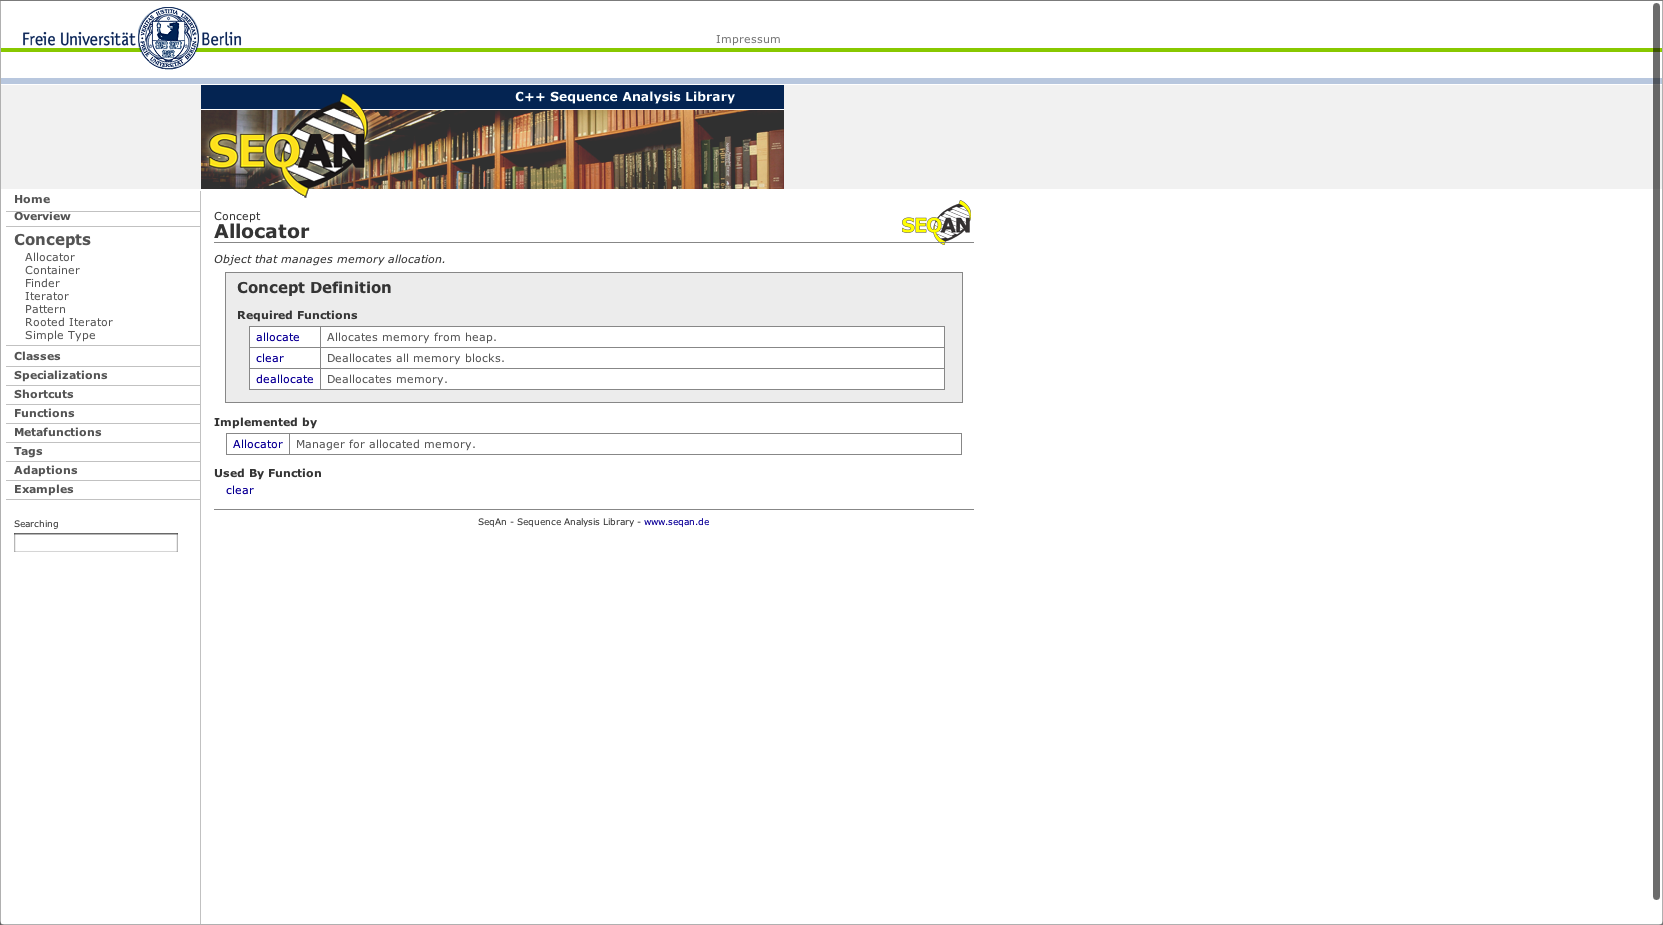 Freie Universität Berlin
Impressum
C++ Sequence Analysis Library
SEQAN
Home
Overview
Concepts
Allocator
Container
Finder
Iterator
Pattern
Rooted Iterator
Simple Type
Classes
Specializations
Shortcuts
Functions
Metafunctions
Tags
Adaptions
Examples
Searching
Concept
Allocator
SEQAN
Object that manages memory allocation.
Concept Definition
Required Functions
allocate Allocates memory from heap.
clear Deallocates all memory blocks.
deallocate Deallocates memory.
Implemented by
Allocator Manager for allocated memory.
Used By Function
clear
SeqAn - Sequence Analysis Library - www.seqan.de